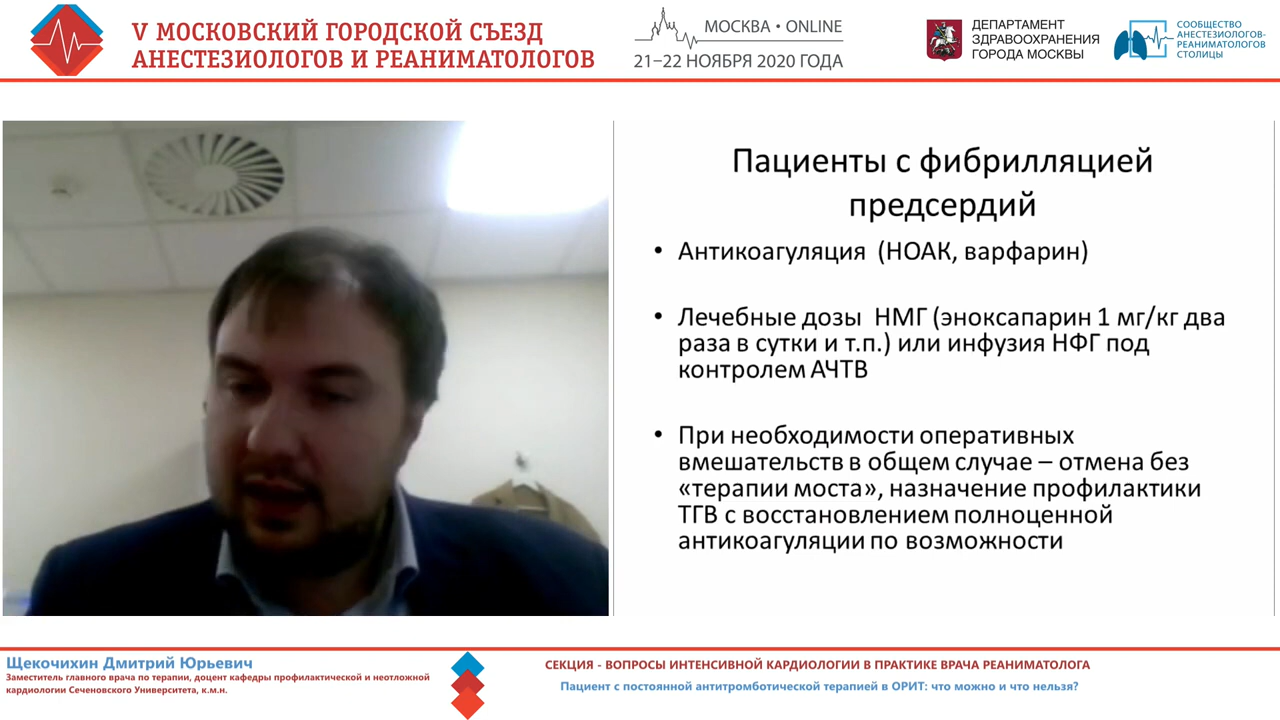 V МОСКОВСКИЙ ГОРОДСКОЙ СЪЕЗД
АНЕСТЕЗИОЛОГОВ И РЕАНИМАТОЛОГОВ
МОСКВА • ONLINE
21–22 НОЯБРЯ 2020 ГОДА
ДЕПАРТАМЕНТ
ЗДРАВООХРАНЕНИЯ
ГОРОДА МОСКВЫ
СООБЩЕСТВО
АНЕСТЕЗИОЛОГОВ-
РЕАНИМАТОЛОГОВ
СТОЛИЦЫ
Пациенты с фибрилляцией
предсердий
• Антикоагуляция (НОАК, варфарин)
• Лечебные дозы НМГ (эноксапарин 1 мг/кг два
раза в сутки и т.п.) или инфузия НФГ под
контролем АЧТВ
• При необходимости оперативных
вмешательств в общем случае – отмена без
«терапии моста», назначение профилактики
ТГВ с восстановлением полноценной
антикоагуляции по возможности
Щекочихин Дмитрий Юрьевич
Заместитель главного врача по терапии, доцент кафедры профилактической и неотложной
кардиологии Сеченовского Университета, к.м.н.
СЕКЦИЯ - ВОПРОСЫ ИНТЕНСИВНОЙ КАРДИОЛОГИИ В ПРАКТИКЕ ВРАЧА РЕАНИМАТОЛОГА
Пациент с постоянной антитромботической терапией в ОРИТ: что можно и что нельзя?